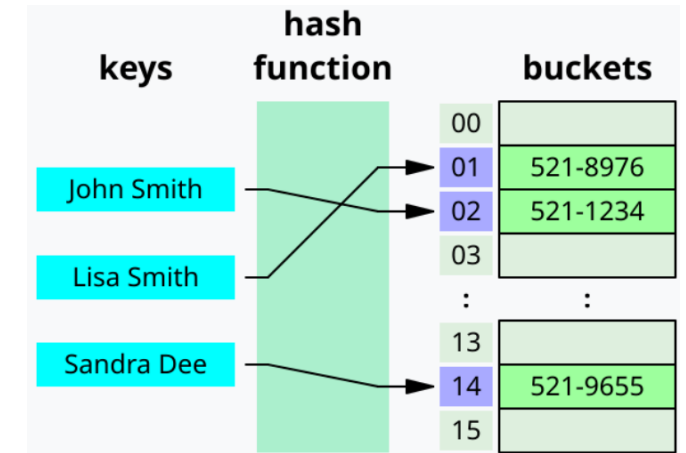 keys
hash
function
buckets
John Smith
Lisa Smith
Sandra Dee
00
01 521-8976
02 521-1234
03
: :
13
14 521-9655
15